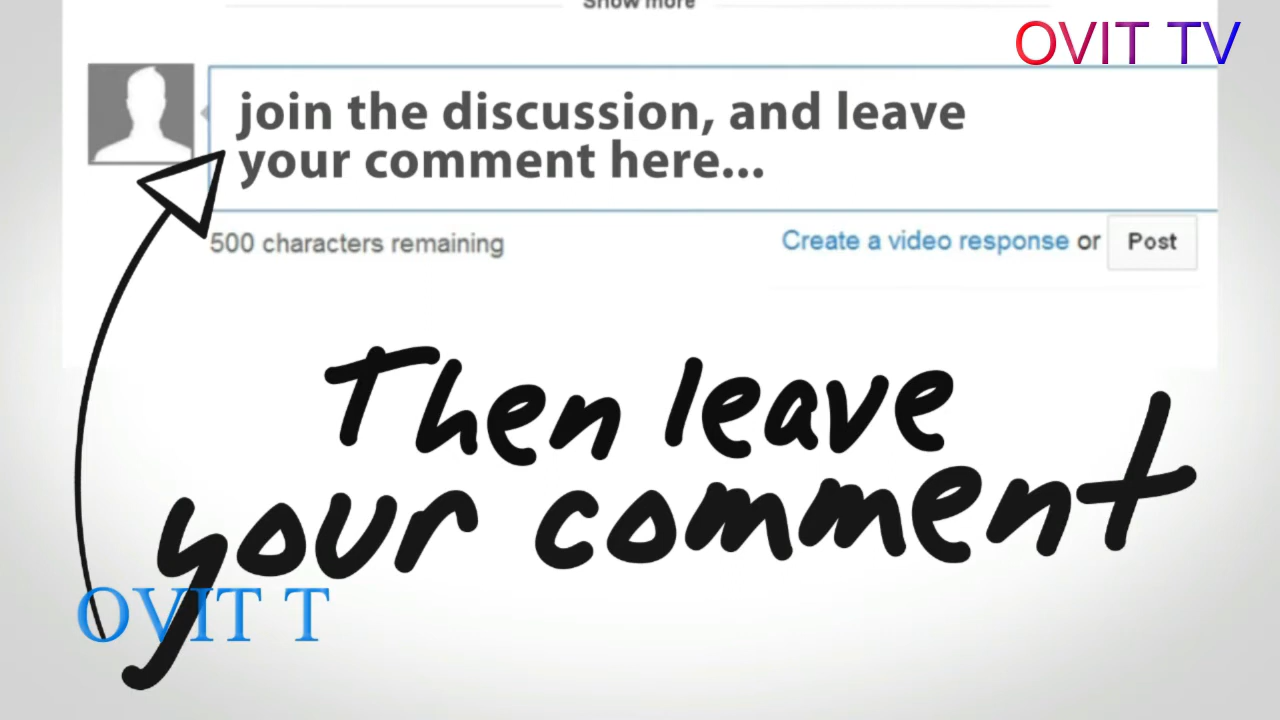 Show more
OVIT TV
join the discussion, and leave
your comment here...
500 characters remaining
Create a video response or
Post
Then leave
your comment
OVIT T